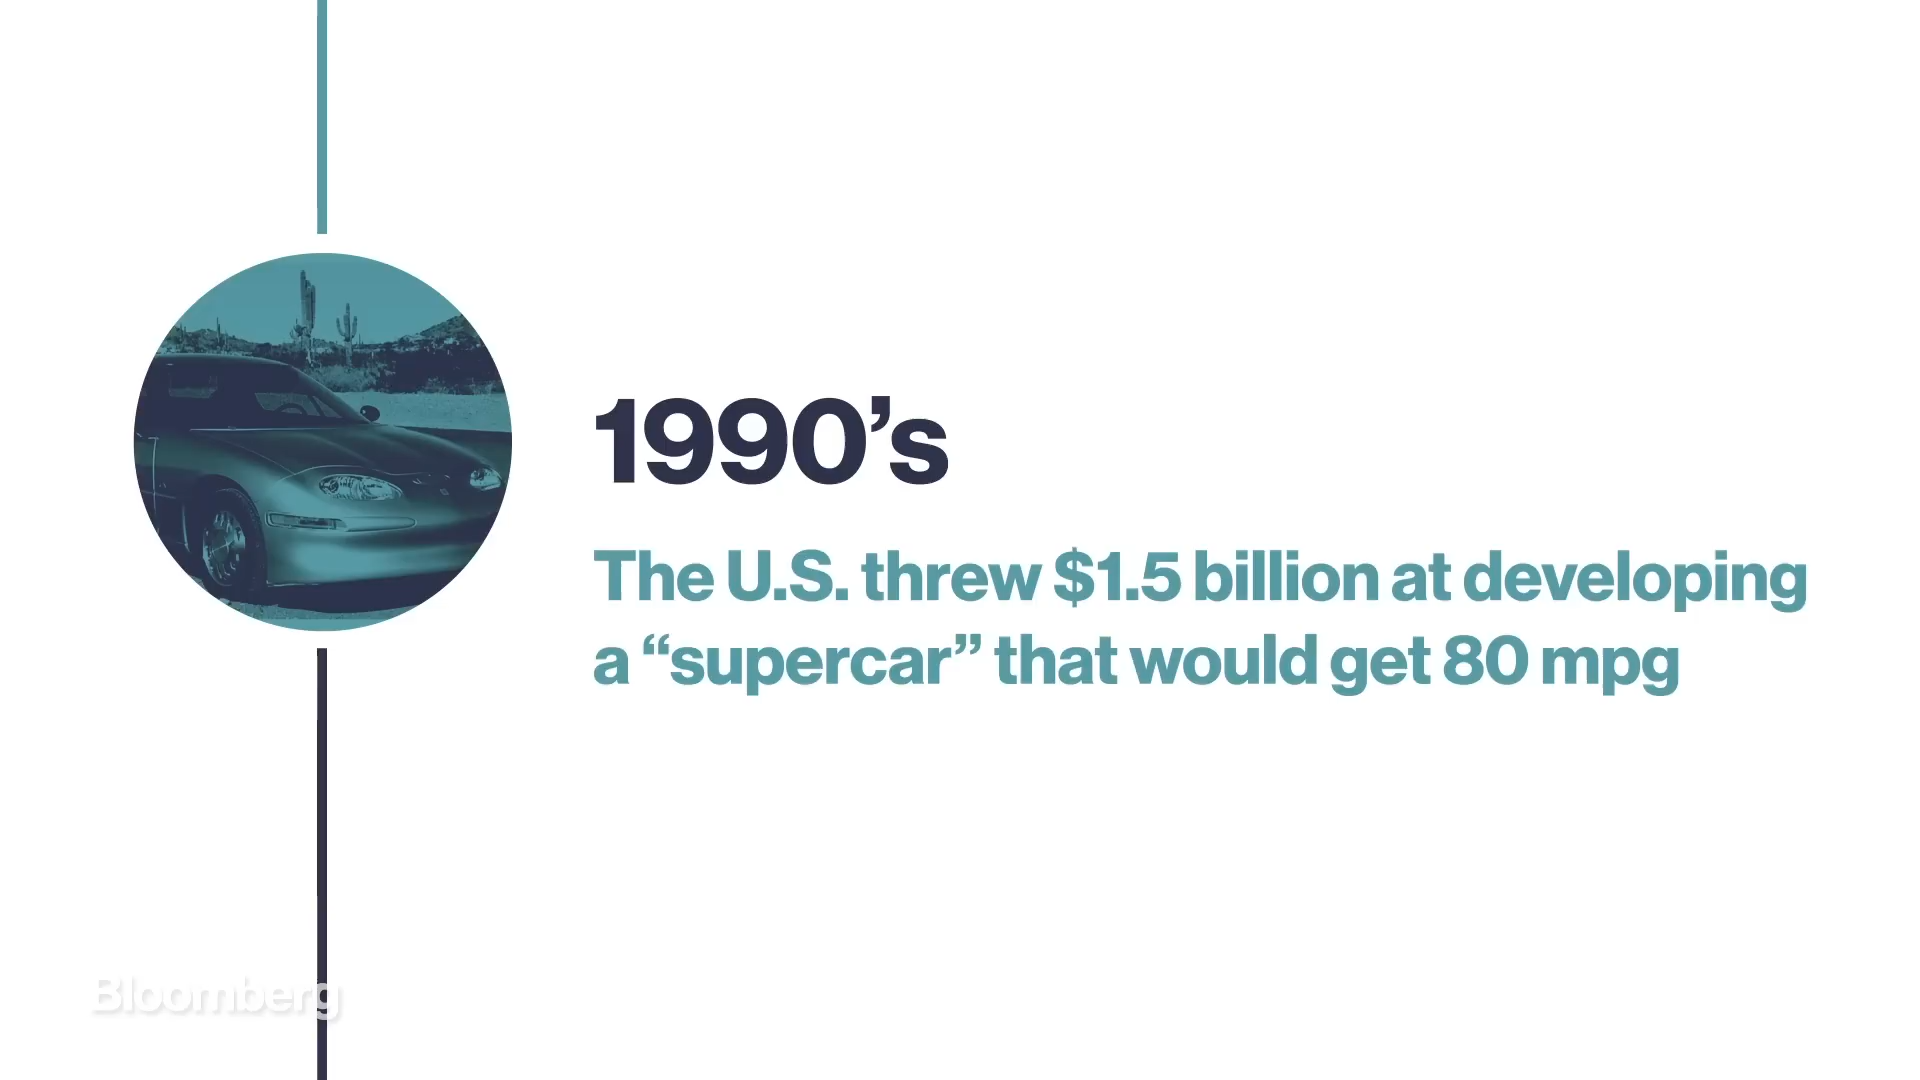 1990’s
The U.S. threw $1.5 billion at developing
a “supercar” that would get 80 mpg
Bloomberg